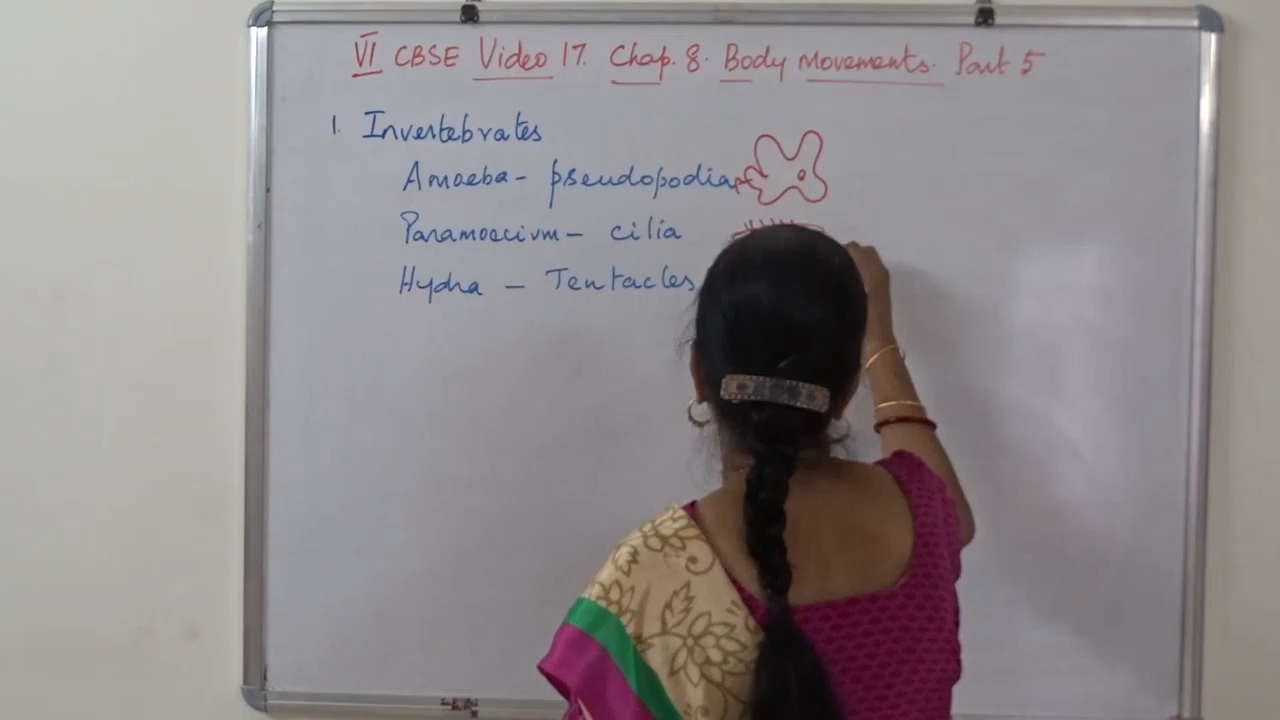 VI CBSE Video 17. Chap. 8. Body Movements. Part 5
1. Invertebrates
Amoeba - pseudopodia
Paramoecium - cilia
Hydra - Tentacles